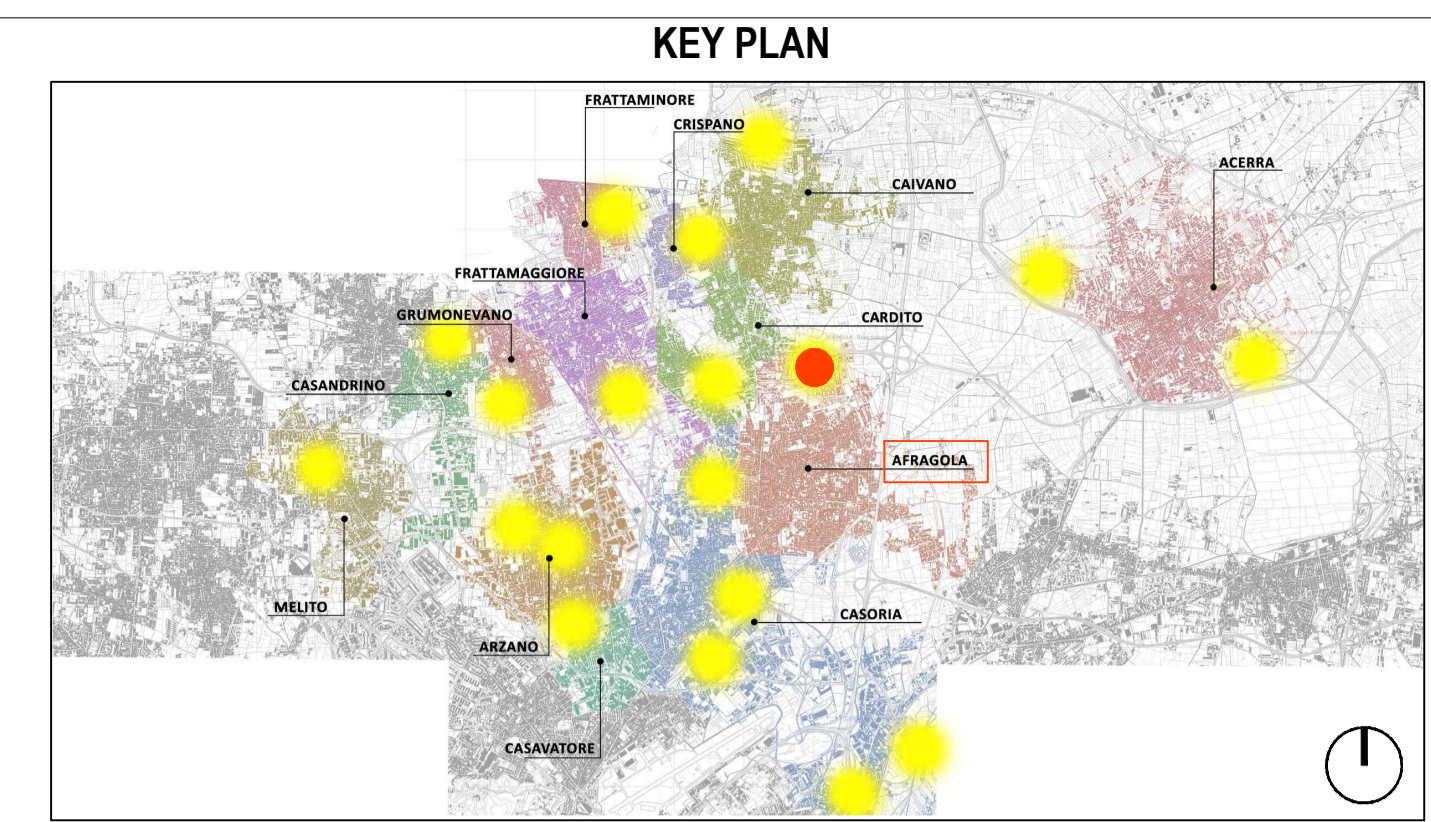 KEY PLAN
FRATTAMINORE
CRISPANO
ACERRA
CAIVANO
FRATTAMAGGIORE
GRUMONEVANO
CARDITO
CASANDRINO
AFRAGOLA
MELITO
CASORIA
ARZANO
CASAVATORE